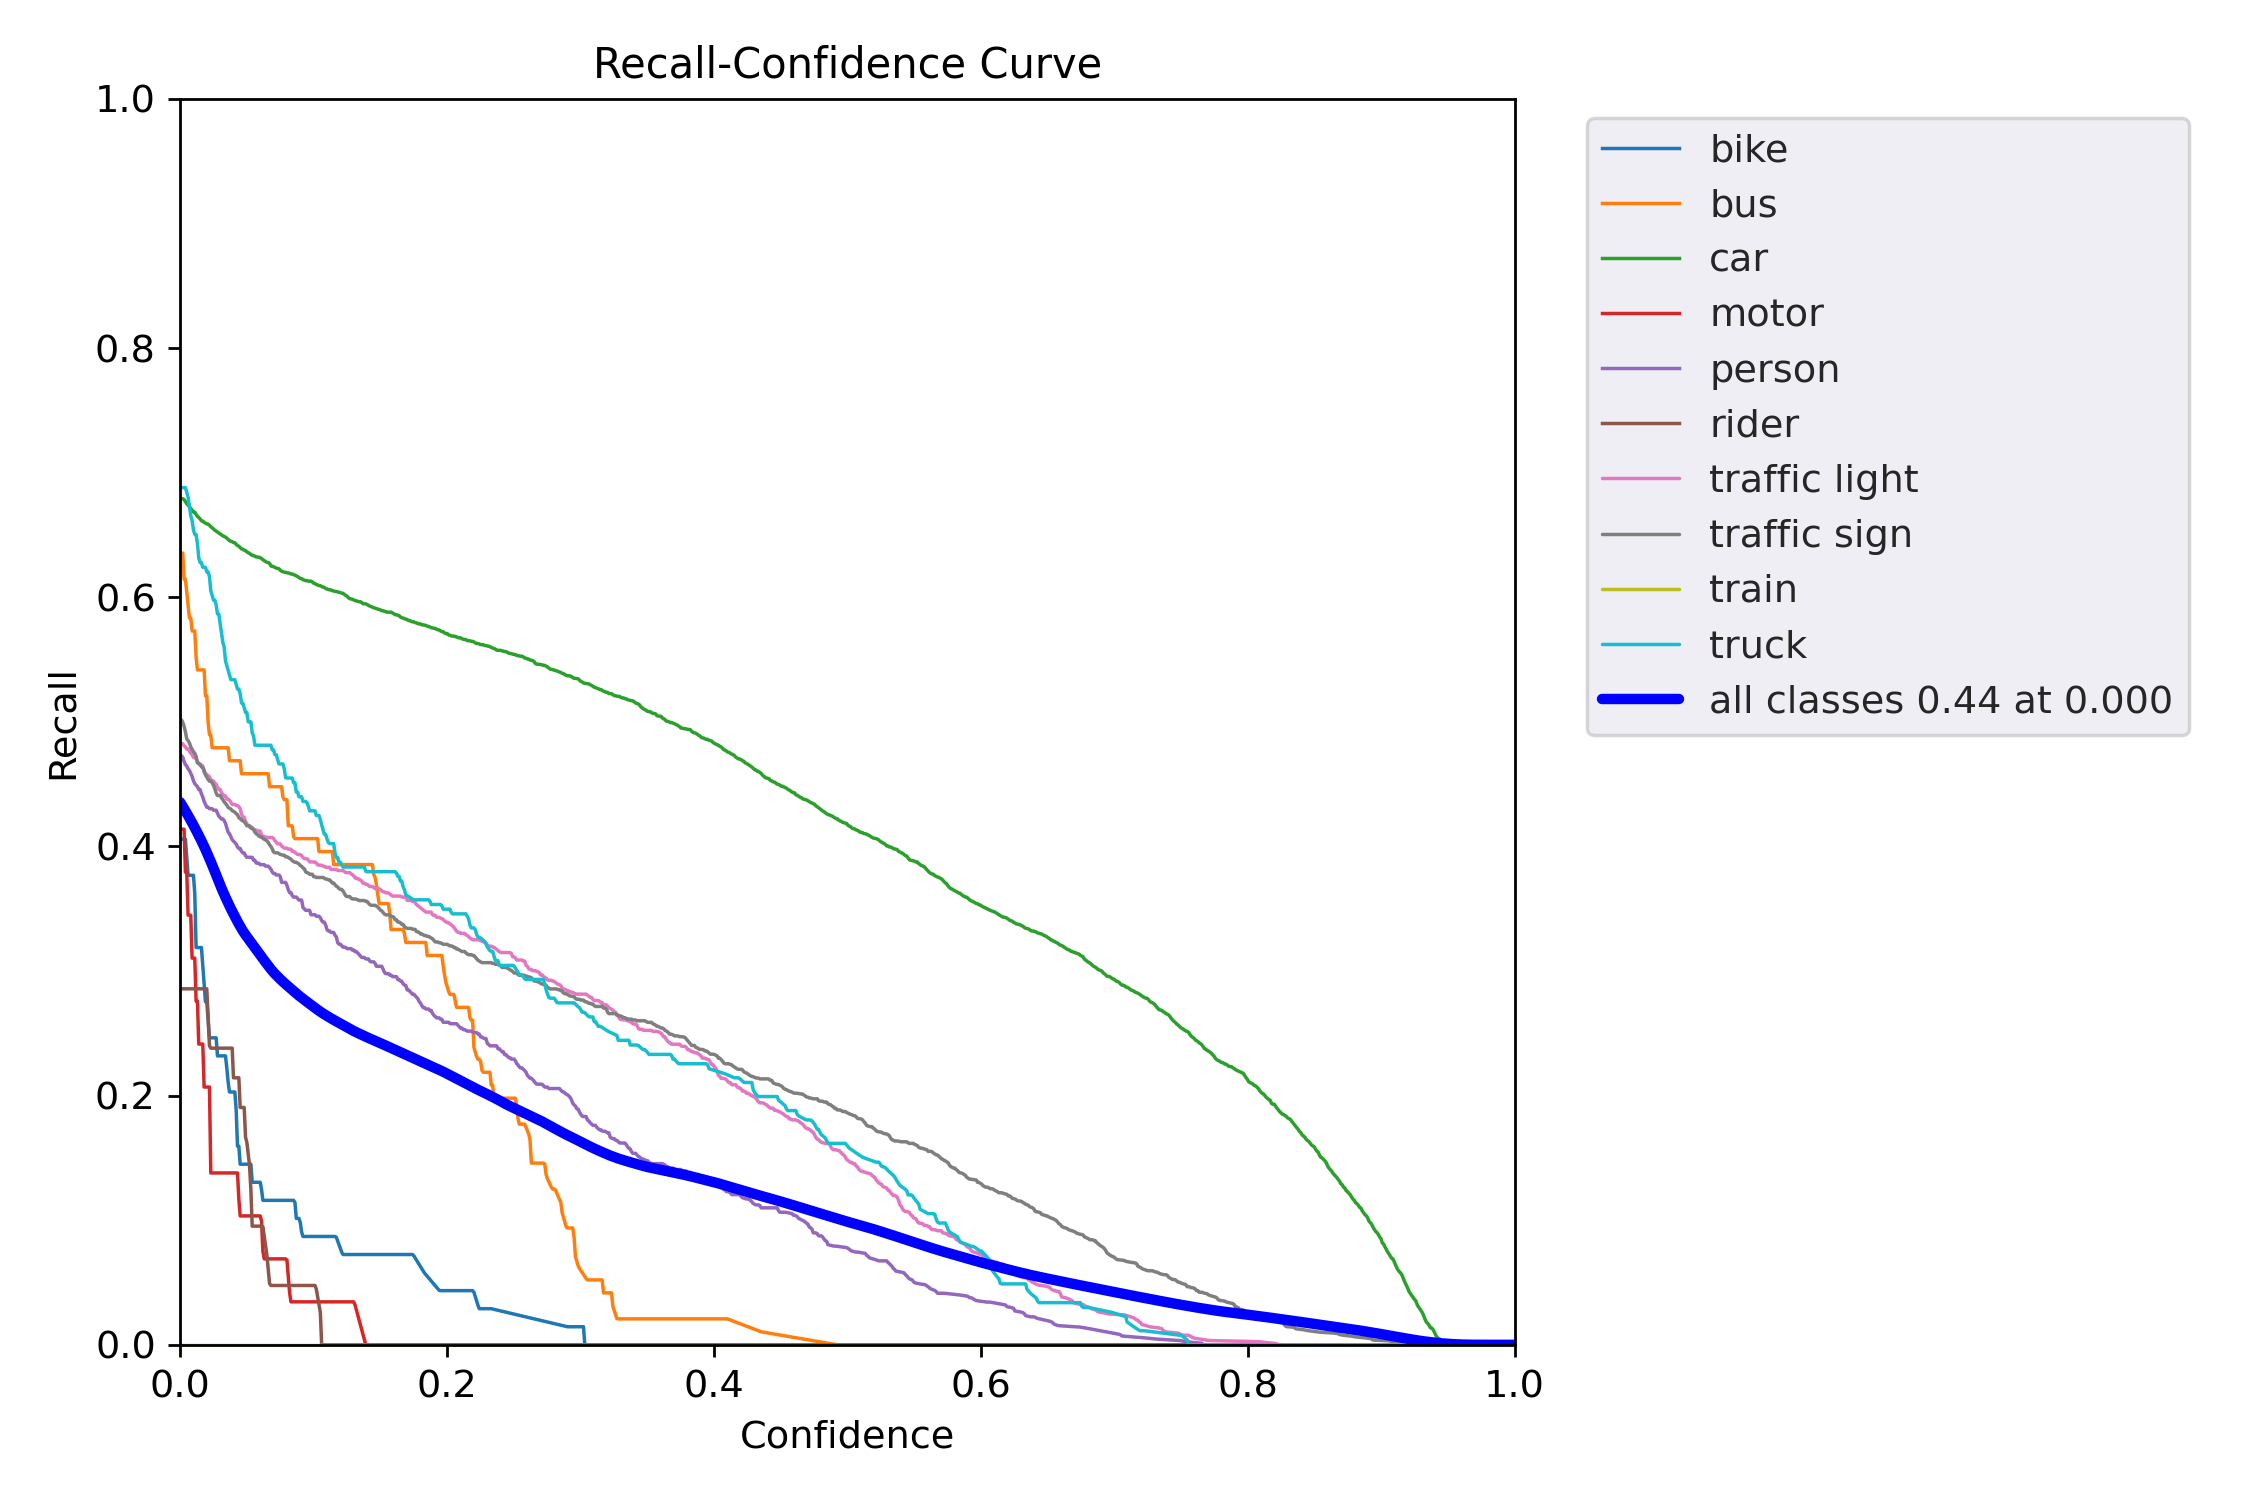 Recall-Confidence Curve
1.0
0.8
0.6
0.4
0.2
0.0
Recall
0.0 0.2 0.4 0.6 0.8 1.0
Confidence
bike
bus
car
motor
person
rider
traffic light
traffic sign
train
truck
all classes 0.44 at 0.000